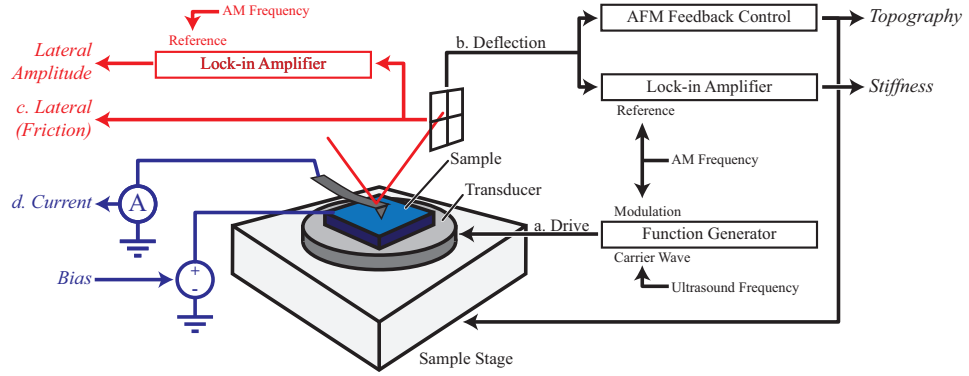 AM Frequency
Reference
Lock-in Amplifier
Lateral
Amplitude
c. Lateral
(Friction)
b. Deflection
AFM Feedback Control
Topography
Lock-in Amplifier
Stiffness
Reference
AM Frequency
Modulation
Function Generator
Carrier Wave
Ultrasound Frequency
Sample
Transducer
a. Drive
A
d. Current
Bias
+
-
Sample Stage